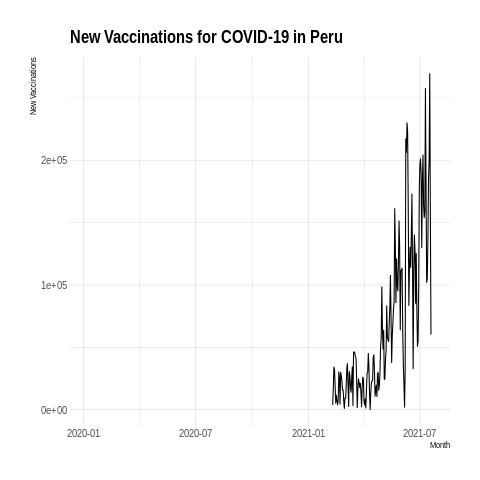 New Vaccinations for COVID-19 in Peru
New Vaccinations
2e+05
1e+05
0e+00
2020-01 2020-07 2021-01 2021-07
Month